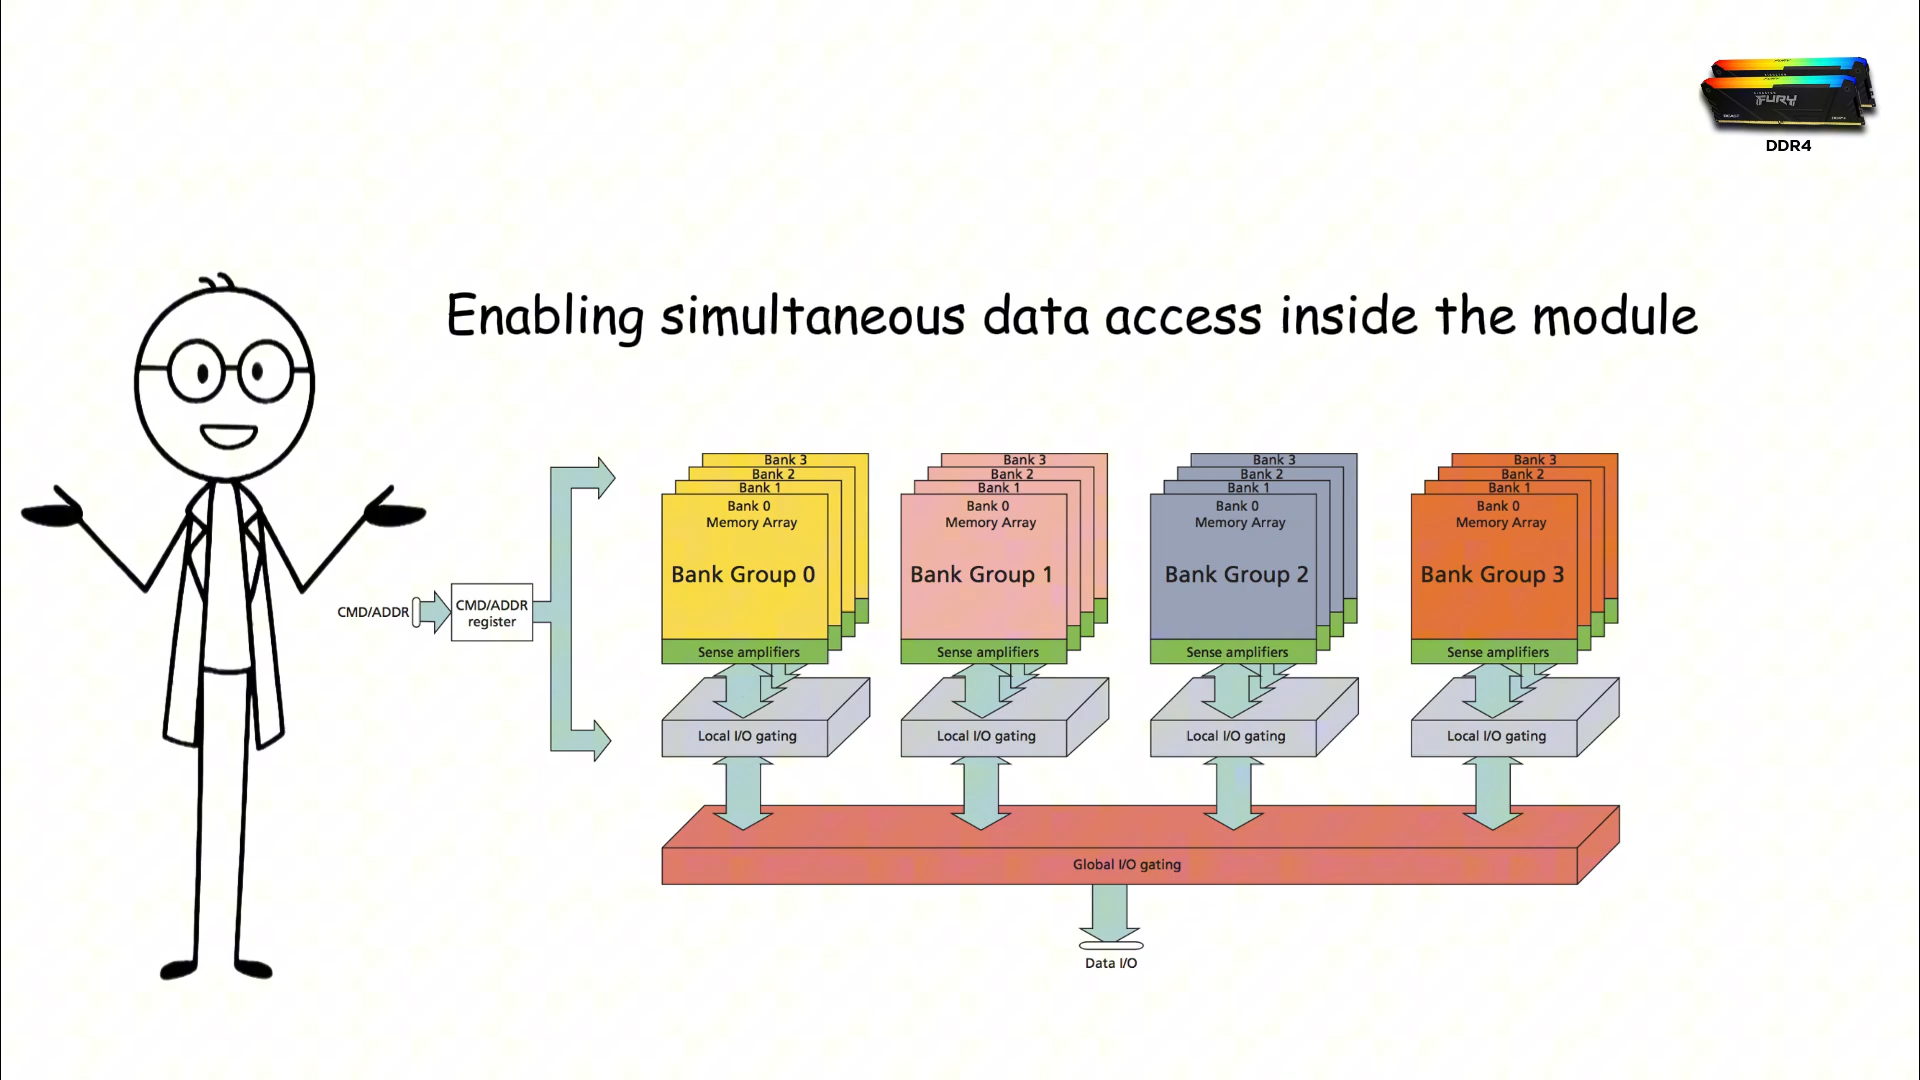 FURY
DDR4
Enabling simultaneous data access inside the module
Bank 3
Bank 2
Bank 1
Bank 0
Memory Array
Bank Group 0
Sense amplifiers
Local I/O gating
Bank 3
Bank 2
Bank 1
Bank 0
Memory Array
Bank Group 1
Sense amplifiers
Local I/O gating
Bank 3
Bank 2
Bank 1
Bank 0
Memory Array
Bank Group 2
Sense amplifiers
Local I/O gating
Bank 3
Bank 2
Bank 1
Bank 0
Memory Array
Bank Group 3
Sense amplifiers
Local I/O gating
CMD/ADDR
CMD/ADDR
register
Global I/O gating
Data I/O